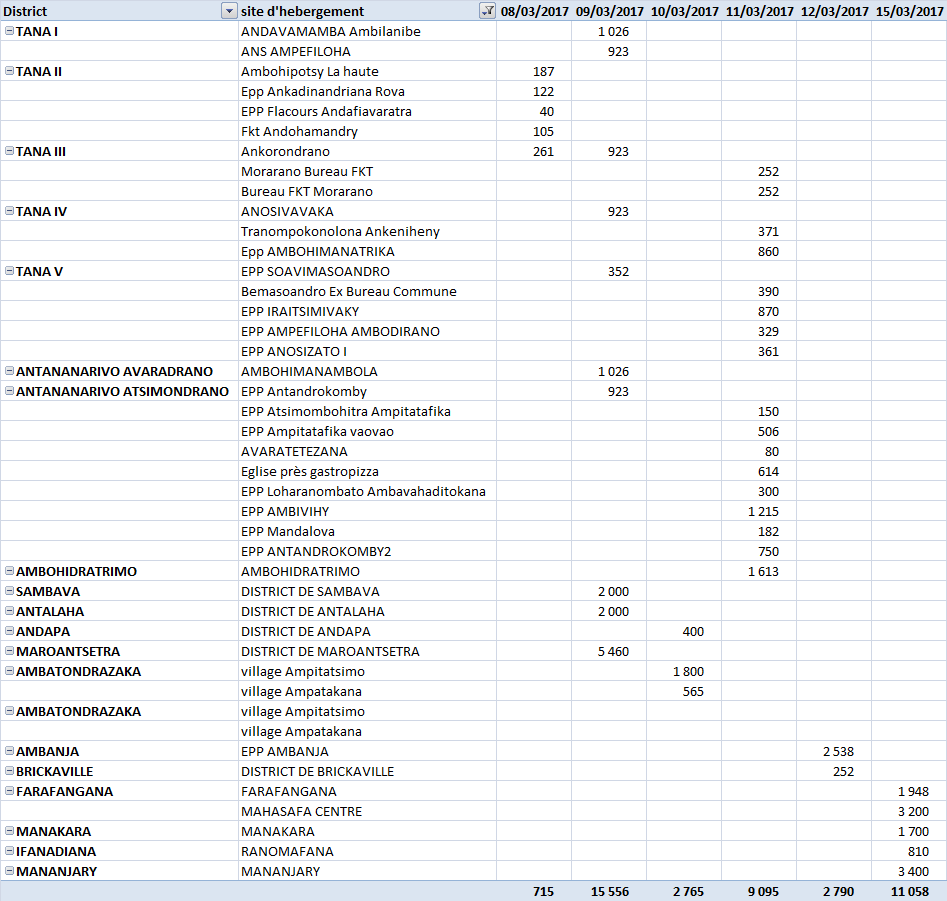 District site d'hebergement 08/03/2017 09/03/2017 10/03/2017 11/03/2017 12/03/2017 15/03/2017
TANA I ANDAVAMAMBA Ambilanibe 1 026
ANS AMPEFILOHA 923
TANA II Ambohipotsy La haute 187
Epp Ankadinandriana Rova 122
EPP Flacours Andafiavaratra 40
Fkt Andohamandry 105
TANA III Ankorondrano 261 923
Morarano Bureau FKT 252
Bureau FKT Morarano 252
TANA IV ANOSIVAVAKA 923
Tranompokonolona Ankeniheny 371
Epp AMBOHIMANATRIKA 860
TANA V EPP SOAVIMASOANDRO 352
Bemasoandro Ex Bureau Commune 390
EPP IRAITSIMIVAKY 870
EPP AMPEFILOHA AMBODIRANO 329
EPP ANOSIZATO I 361
ANTANANARIVO AVARADRANO AMBOHIMANAMBOLA 1 026
ANTANANARIVO ATSIMONDRANO EPP Antandrokomby 923
EPP Atsimombohitra Ampitatafika 150
EPP Ampitatafika vaovao 506
AVARATETEZANA 80
Eglise près gastropizza 614
EPP Loharanombato Ambavahaditokana 300
EPP AMBIVIHY 1 215
EPP Mandalova 182
EPP ANTANDROKOMBY2 750
AMBOHIDRATRIMO AMBOHIDRATRIMO 1 613
SAMBAVA DISTRICT DE SAMBAVA 2 000
ANTALAHA DISTRICT DE ANTALAHA 2 000
ANDAPA DISTRICT DE ANDAPA 400
MAROANTSETRA DISTRICT DE MAROANTSETRA 5 460
AMBATONDRAZAKA village Ampitatsimo 1 800
village Ampatakana 565
AMBATONDRAZAKA village Ampitatsimo
village Ampatakana
AMBANJA EPP AMBANJA 2 538
BRICKAVILLE DISTRICT DE BRICKAVILLE 252
FARAFANGANA FARAFANGANA 1 948
MAHASAFA CENTRE 3 200
MANAKARA MANAKARA 1 700
IFANADIANA RANOMAFANA 810
MANANJARY MANANJARY 3 400
715 15 556 2 765 9 095 2 790 11 058